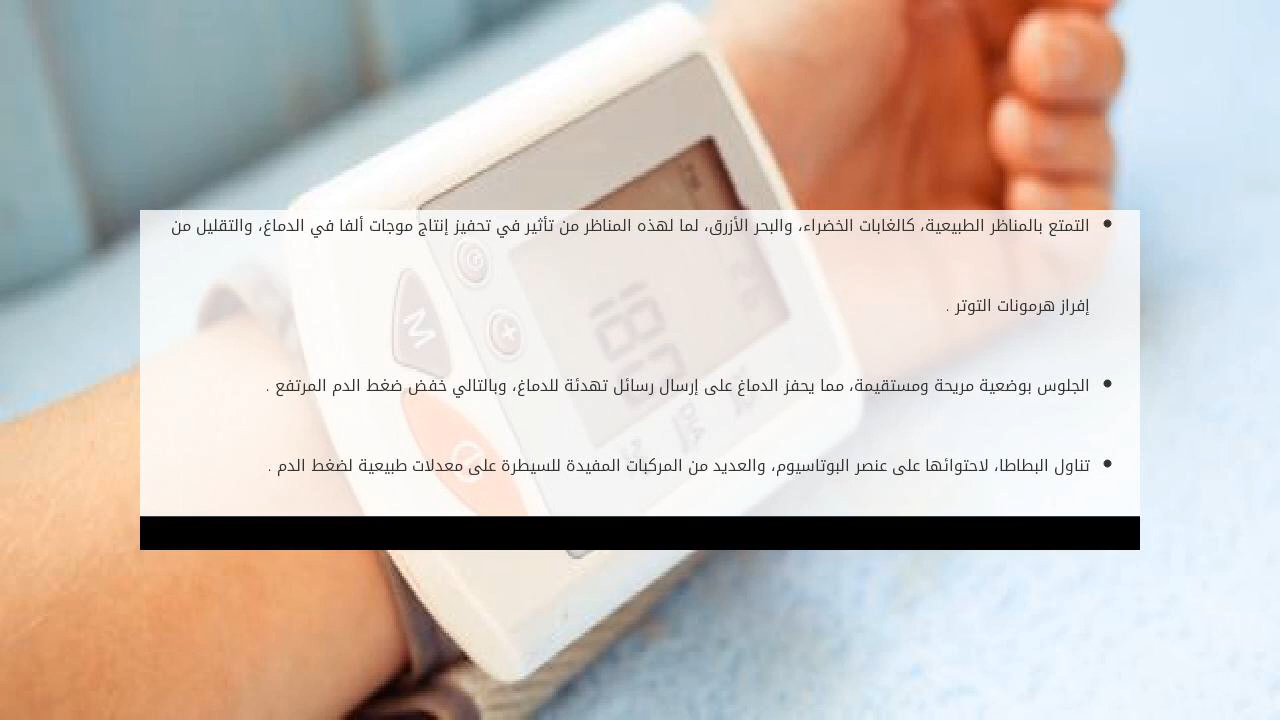 التمتع بالمناظر الطبيعية، كالغابات الخضراء، والبحر الأزرق، لما لهذه المناظر من تأثير في تحفيز إنتاج موجات ألفا في الدماغ، والتقليل من
إفراز هرمونات التوتر .
الجلوس بوضعية مريحة ومستقيمة، مما يحفز الدماغ على إرسال رسائل تهدئة للدماغ، وبالتالي خفض ضغط الدم المرتفع .
تناول البطاطا، لاحتوائها على عنصر البوتاسيوم، والعديد من المركبات المفيدة للسيطرة على معدلات طبيعية لضغط الدم .
M
180
DIA